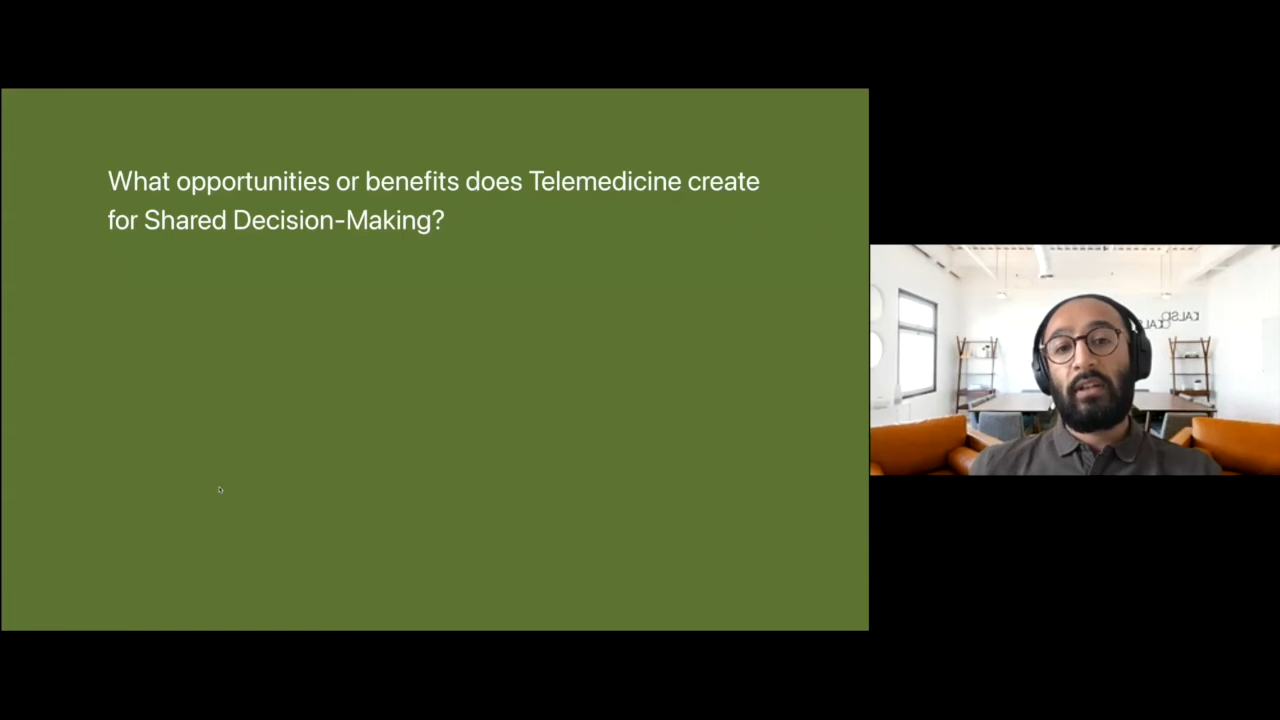 What opportunities or benefits does Telemedicine create
for Shared Decision-Making?